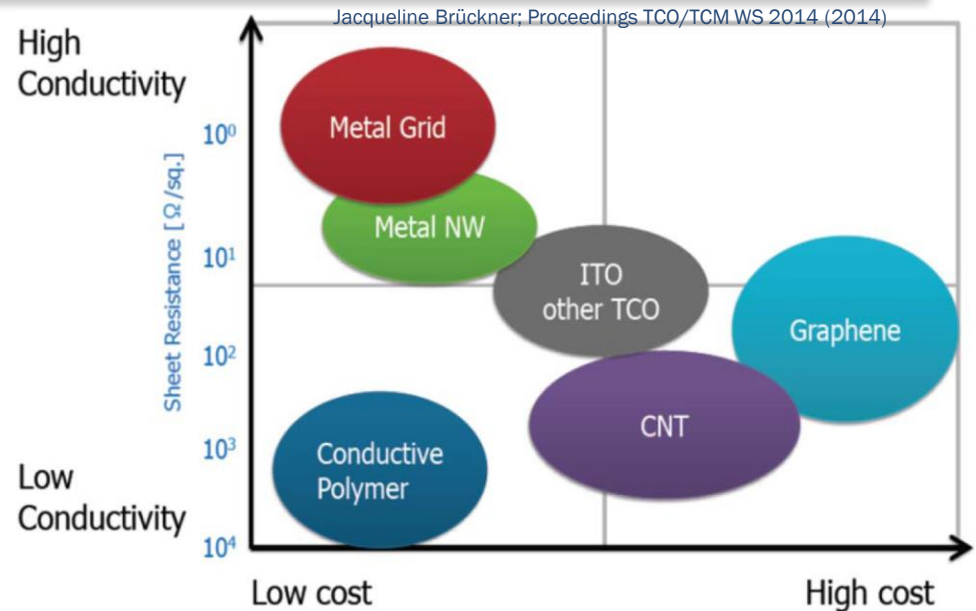 Jacqueline Brückner; Proceedings TCO/TCM WS 2014 (2014)
High
Conductivity
Sheet Resistance [Ω/sq.]
10⁰
10¹
10²
10³
10⁴
Metal Grid
Metal NW
ITO
other TCO
Graphene
CNT
Conductive
Polymer
Low
Conductivity
Low cost
High cost